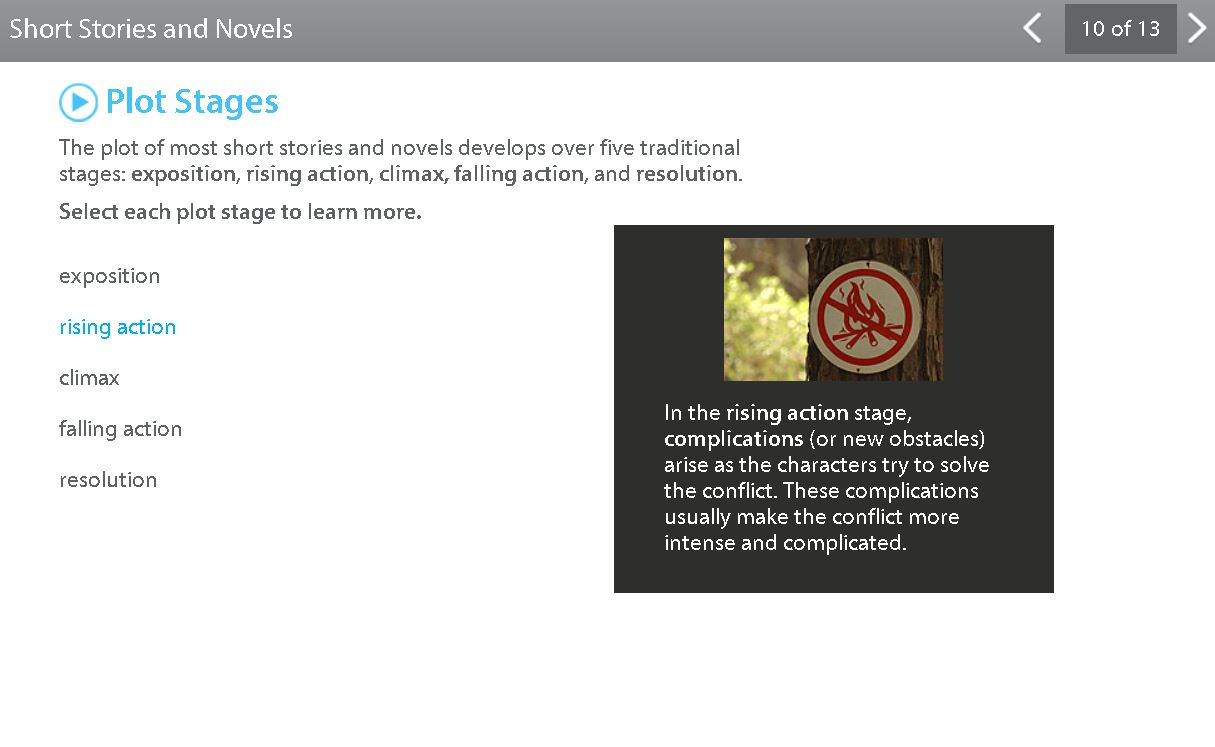 Short Stories and Novels
10 of 13
Plot Stages
The plot of most short stories and novels develops over five traditional
stages: exposition, rising action, climax, falling action, and resolution.
Select each plot stage to learn more.
exposition
rising action
climax
falling action
resolution
In the rising action stage,
complications (or new obstacles)
arise as the characters try to solve
the conflict. These complications
usually make the conflict more
intense and complicated.